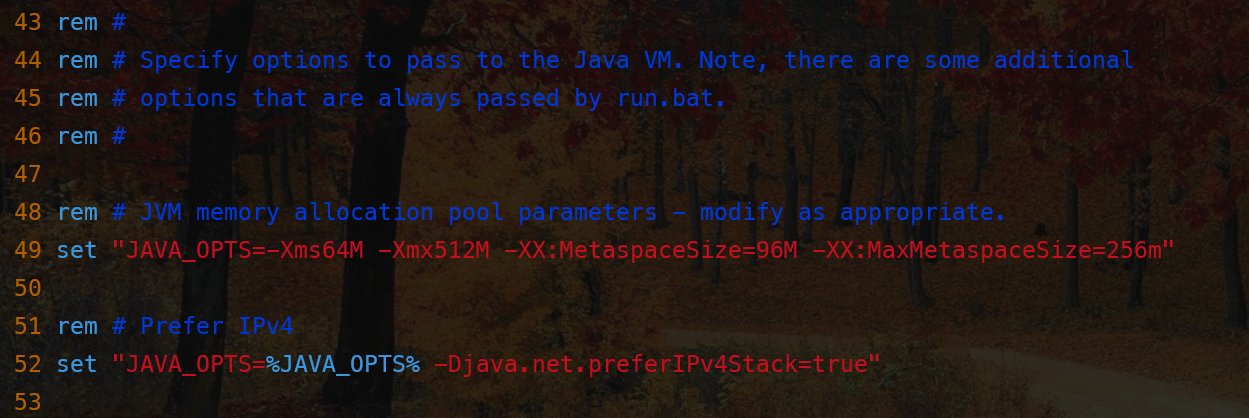 43 rem #
44 rem # Specify options to pass to the Java VM. Note, there are some additional
45 rem # options that are always passed by run.bat.
46 rem #
47
48 rem # JVM memory allocation pool parameters - modify as appropriate.
49 set "JAVA_OPTS=-Xms64M -Xmx512M -XX:MetaspaceSize=96M -XX:MaxMetaspaceSize=256m"
50
51 rem # Prefer IPv4
52 set "JAVA_OPTS=%JAVA_OPTS% -Djava.net.preferIPv4Stack=true"
53